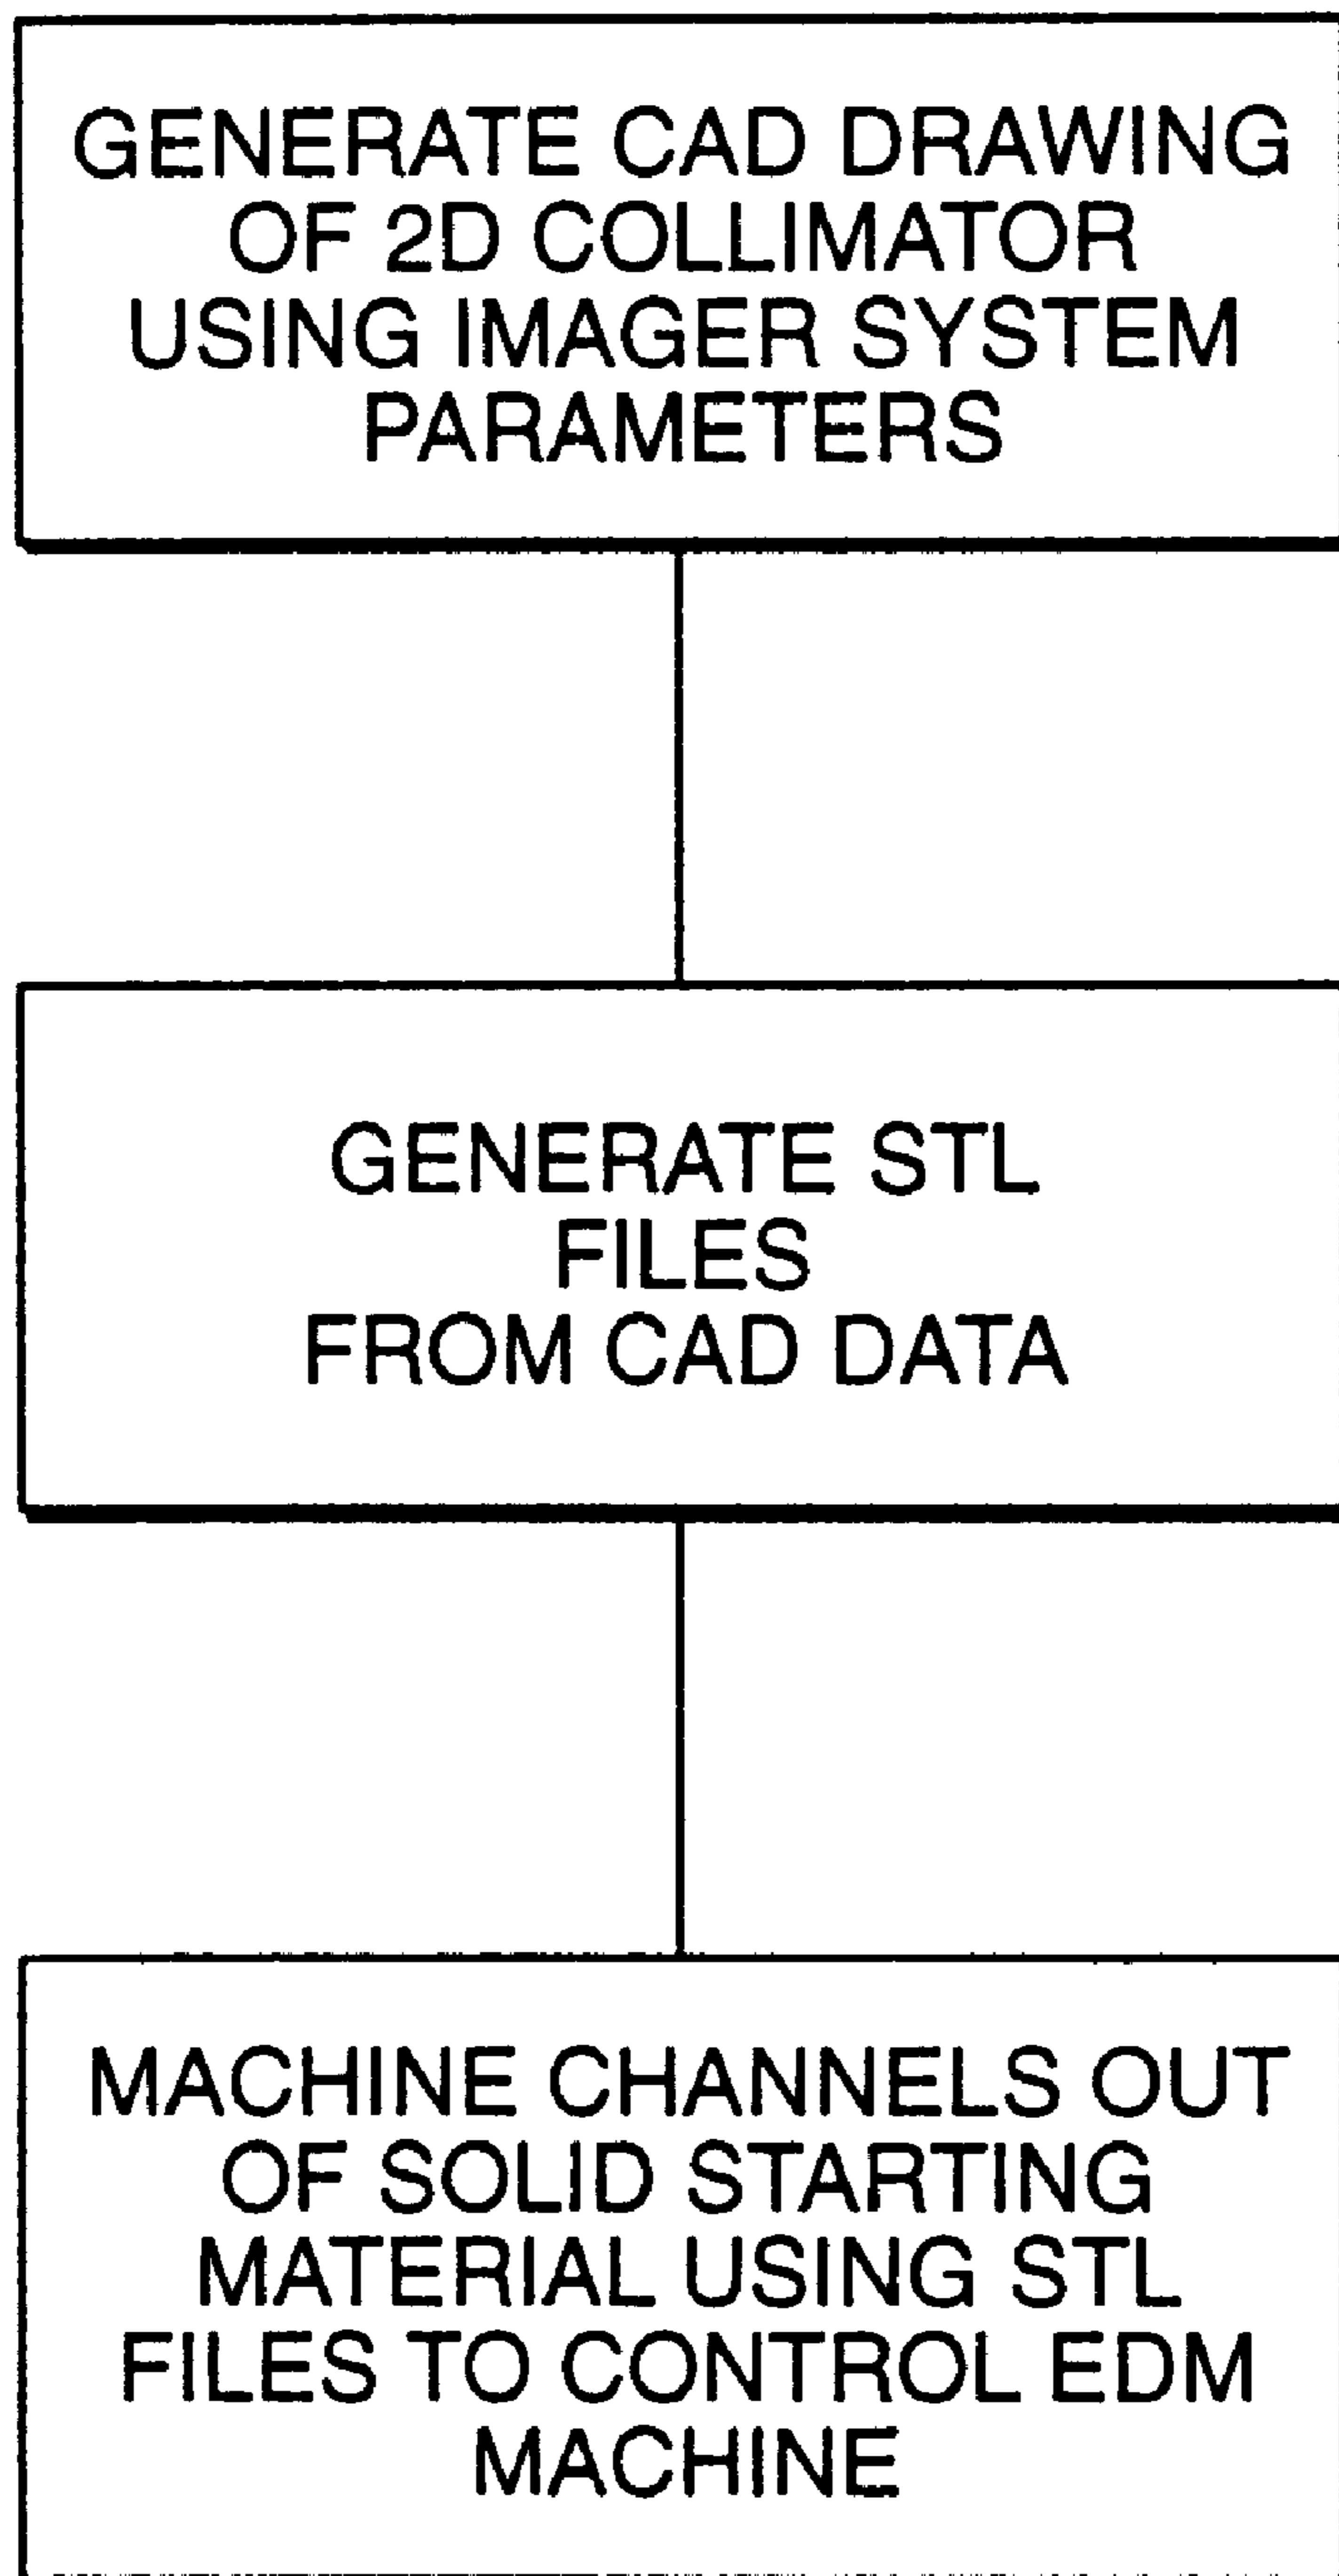 GENERATE CAD DRAWING
OF 2D COLLIMATOR
USING IMAGER SYSTEM
PARAMETERS
GENERATE STL
FILES
FROM CAD DATA
MACHINE CHANNELS OUT
OF SOLID STARTING
MATERIAL USING STL
FILES TO CONTROL EDM
MACHINE